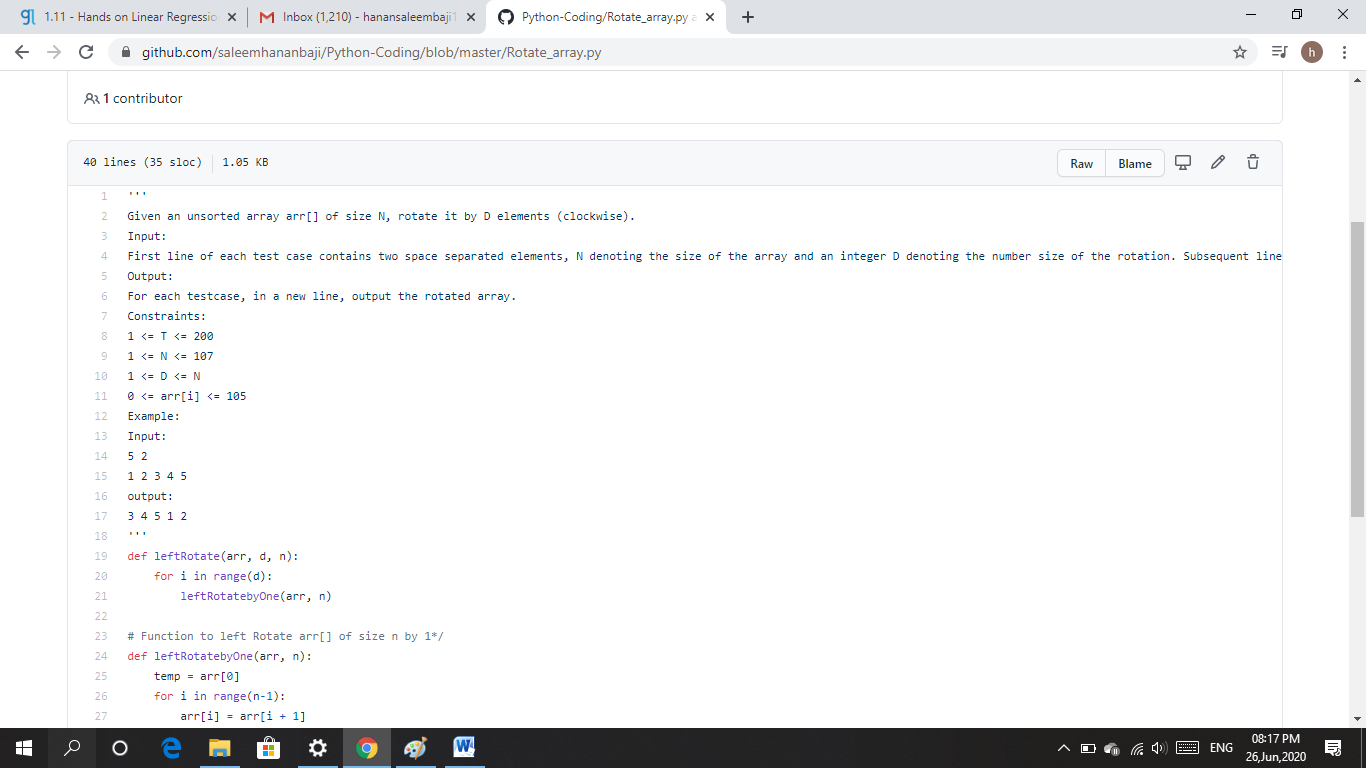 1.11 - Hands on Linear Regressio
Inbox (1,210) - hanansaleembaji1
Python-Coding/Rotate_array.py a
github.com/saleemhananbaji/Python-Coding/blob/master/Rotate_array.py
h
1 contributor
40 lines (35 sloc) 1.05 KB
Raw Blame
1 '''
2 Given an unsorted array arr[] of size N, rotate it by D elements (clockwise).
3 Input:
4 First line of each test case contains two space separated elements, N denoting the size of the array and an integer D denoting the number size of the rotation. Subsequent line
5 Output:
6 For each testcase, in a new line, output the rotated array.
7 Constraints:
8 1 <= T <= 200
9 1 <= N <= 107
10 1 <= D <= N
11 0 <= arr[i] <= 105
12 Example:
13 Input:
14 5 2
15 1 2 3 4 5
16 output:
17 3 4 5 1 2
18 '''
19 def leftRotate(arr, d, n):
20 for i in range(d):
21 leftRotatebyOne(arr, n)
22
23 # Function to left Rotate arr[] of size n by 1*/
24 def leftRotatebyOne(arr, n):
25 temp = arr[0]
26 for i in range(n-1):
27 arr[i] = arr[i + 1]
ENG
08:17 PM
26,Jun,2020